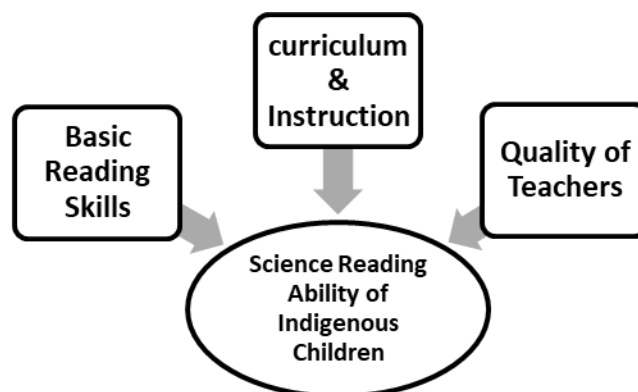 curriculum
&
Instruction
Basic
Reading
Skills
Quality of
Teachers
Science Reading
Ability of
Indigenous
Children